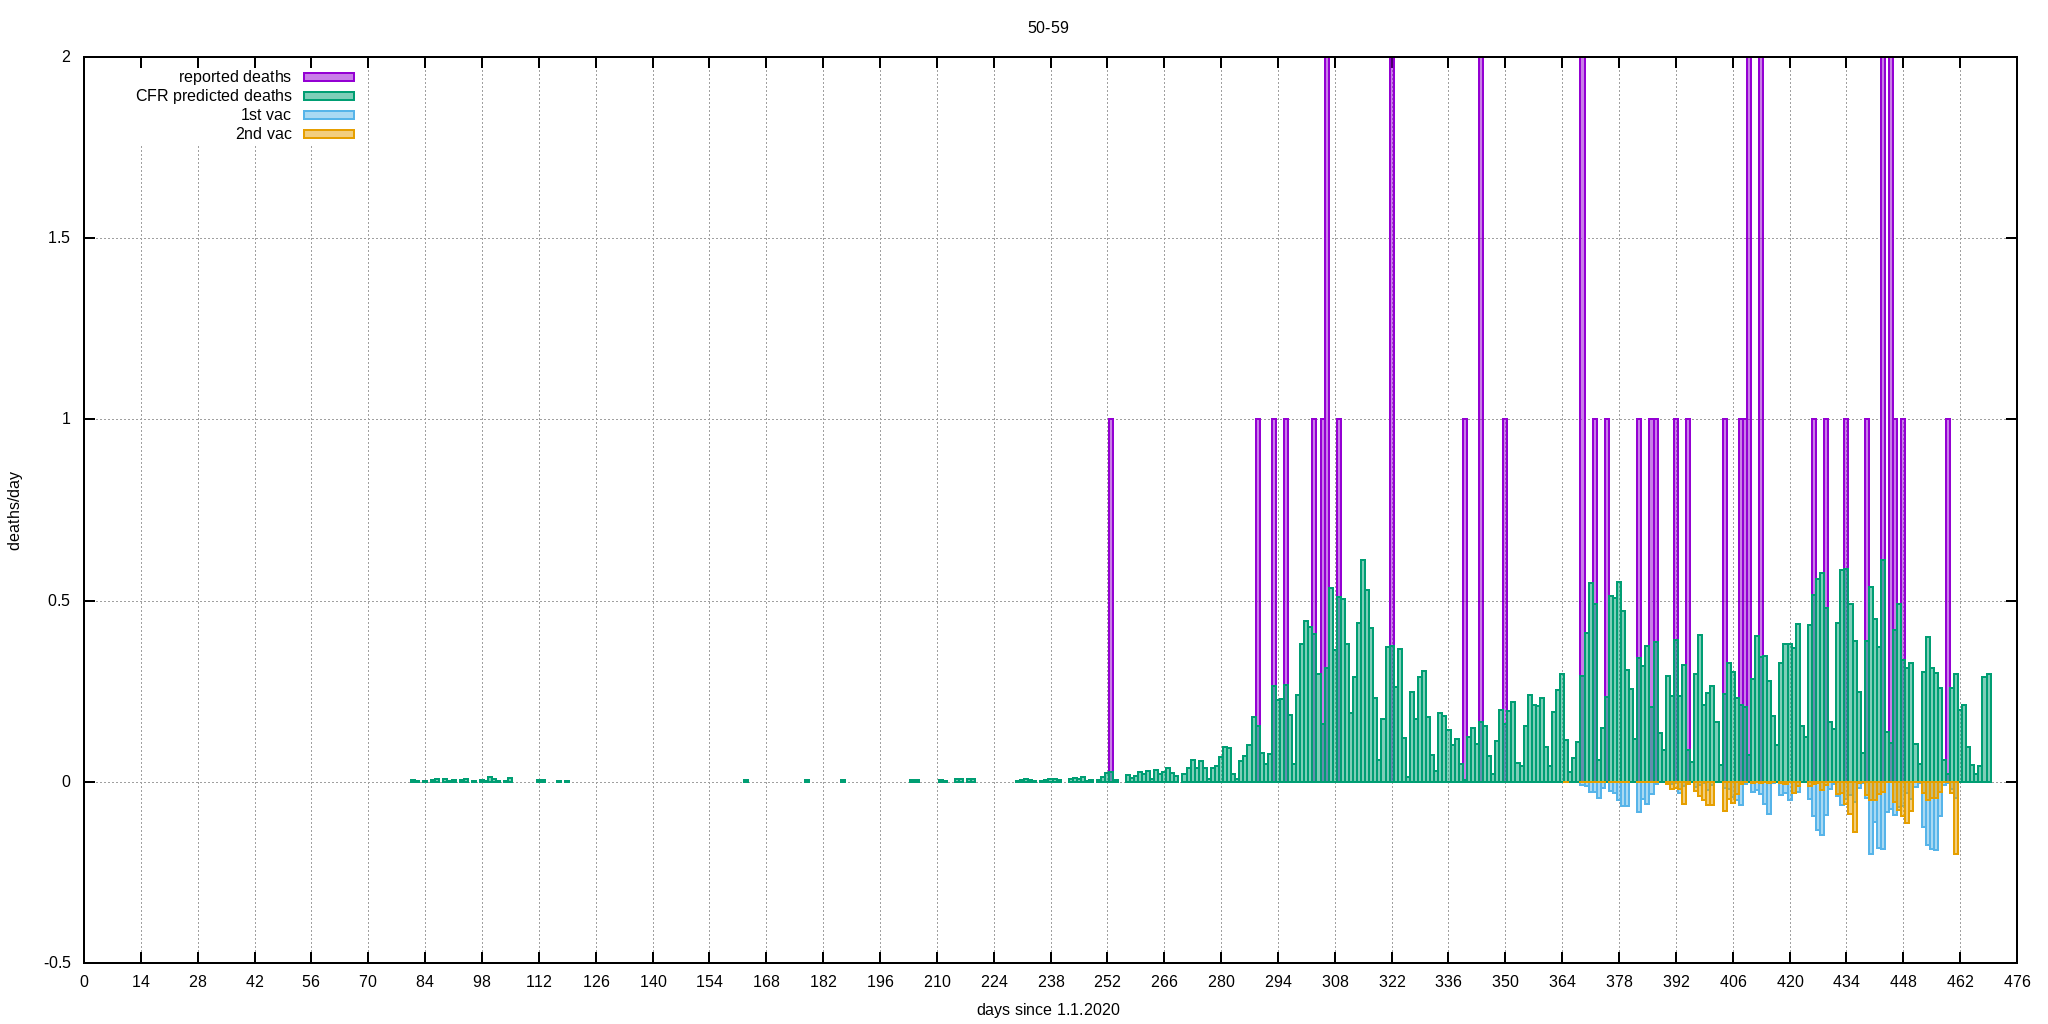 50-59
reported deaths
CFR predicted deaths
1st vac
2nd vac
2
1.5
1
0.5
0
-0.5
deaths/day
0 14 28 42 56 70 84 98 112 126 140 154 168 182 196 210 224 238 252 266 280 294 308 322 336 350 364 378 392 406 420 434 448 462 476
days since 1.1.2020